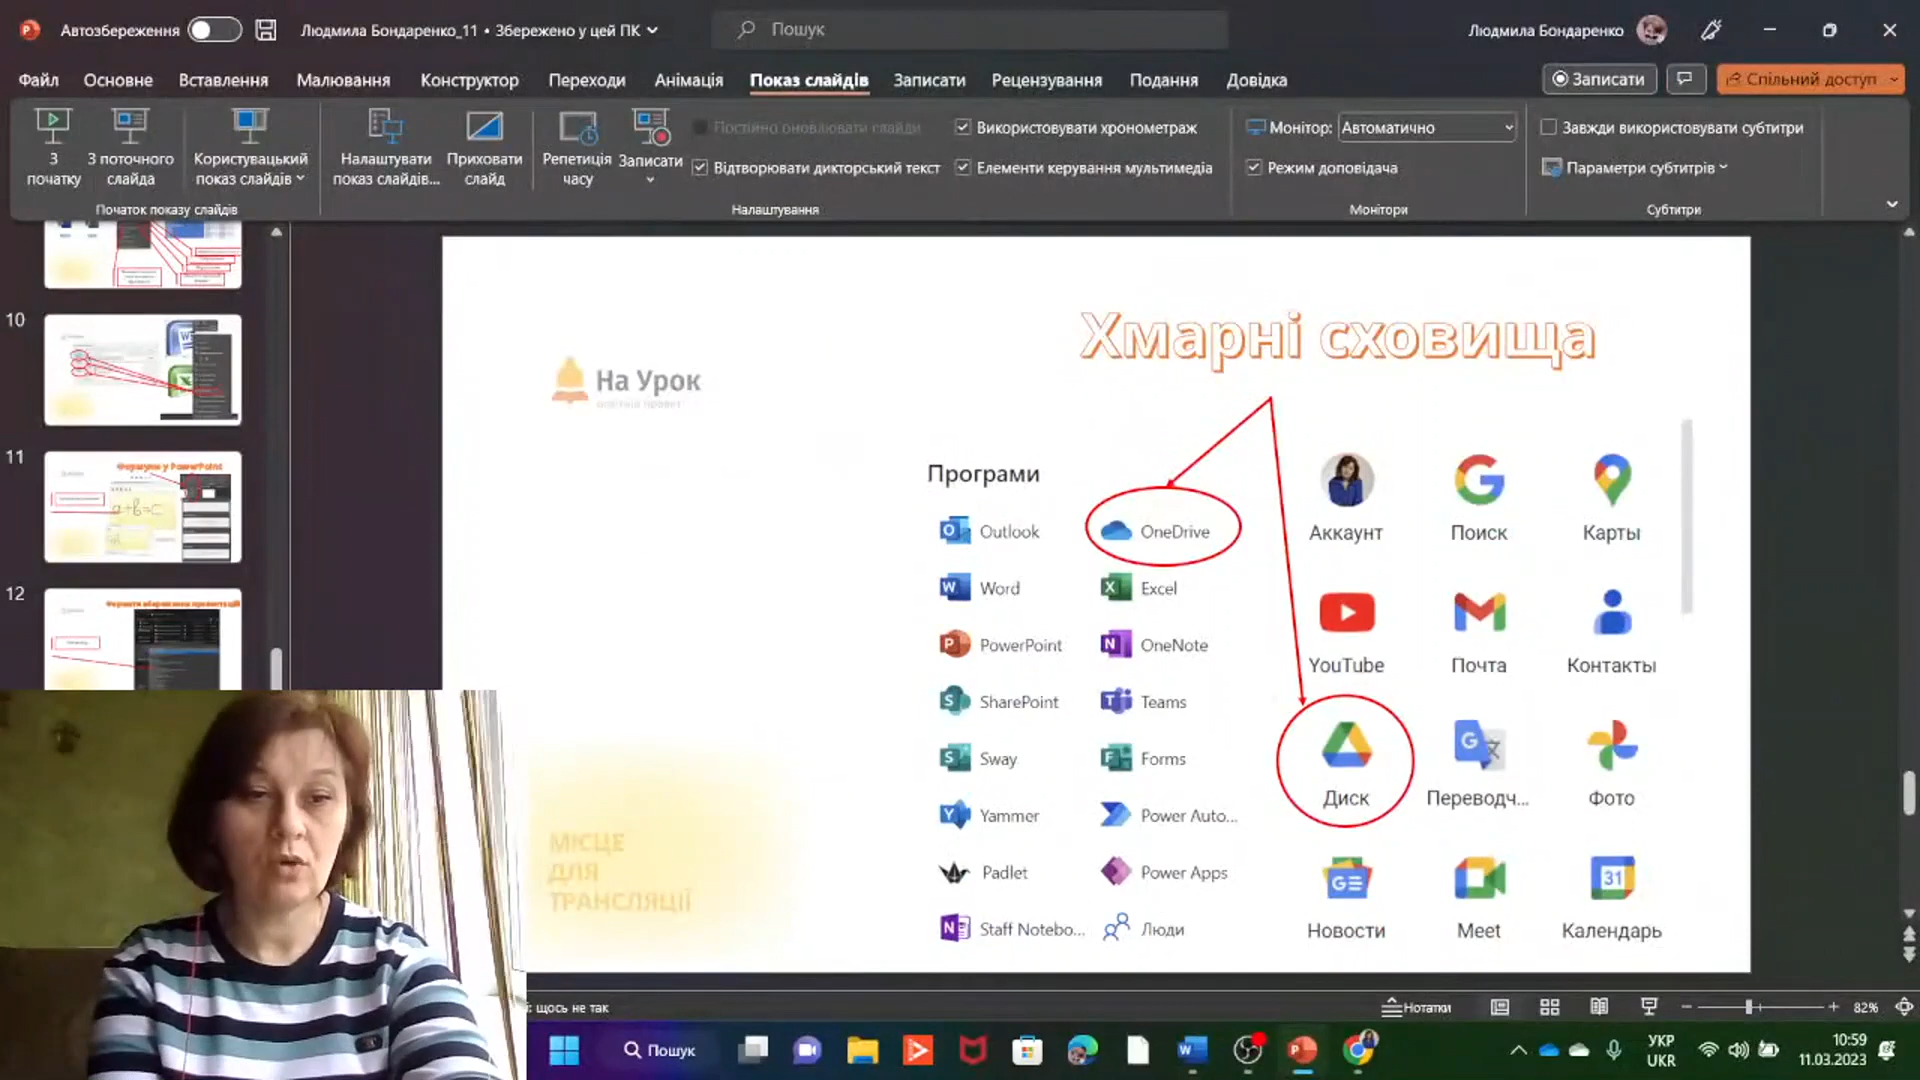 Автозбереження
Людмила Бондаренко_11 • Збережено у цей ПК
Пошук
Людмила Бондаренко
Файл
Основне
Вставлення
Малювання
Конструктор
Переходи
Анімація
Показ слайдів
Записати
Рецензування
Подання
Довідка
Записати
Спільний доступ
З початку
З поточного слайда
Користувацький показ слайдів
Початок показу слайдів
Налаштувати показ слайдів...
Приховати слайд
Репетиція часу
Записати
Постійно оновлювати слайди
Відтворювати дикторський текст
Використовувати хронометраж
Елементи керування мультимедіа
Налаштування
Монітор:
Автоматично
Режим доповідача
Монітори
Завжди використовувати субтитри
Параметри субтитрів
Субтитри
10
11
Формули у PowerPoint
a+b=c
12
Хмарні сховища
На Урок
Програми
Outlook
OneDrive
Word
Excel
PowerPoint
OneNote
SharePoint
Teams
Sway
Forms
Yammer
Power Auto...
Padlet
Power Apps
Staff Notebo...
Люди
Аккаунт
Поиск
Карты
YouTube
Почта
Контакты
Диск
Переводч...
Фото
Новости
Meet
31
Календарь
МІСЦЕ
ДЛЯ
ТРАНСЛЯЦІЇ
щось не так
Нотатки
82%
Пошук
УКР
UKR
10:59
11.03.2023